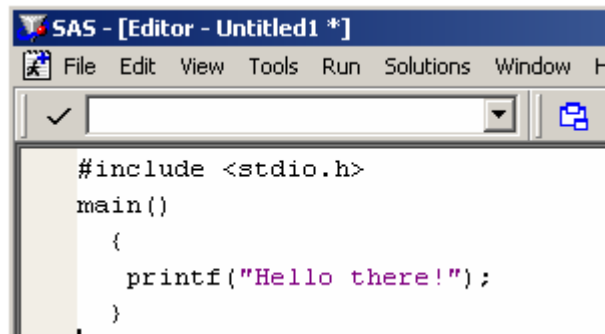 SAS - [Editor - Untitled1 *]
File Edit View Tools Run Solutions Window H
#include <stdio.h>
main()
{
printf("Hello there!");
}